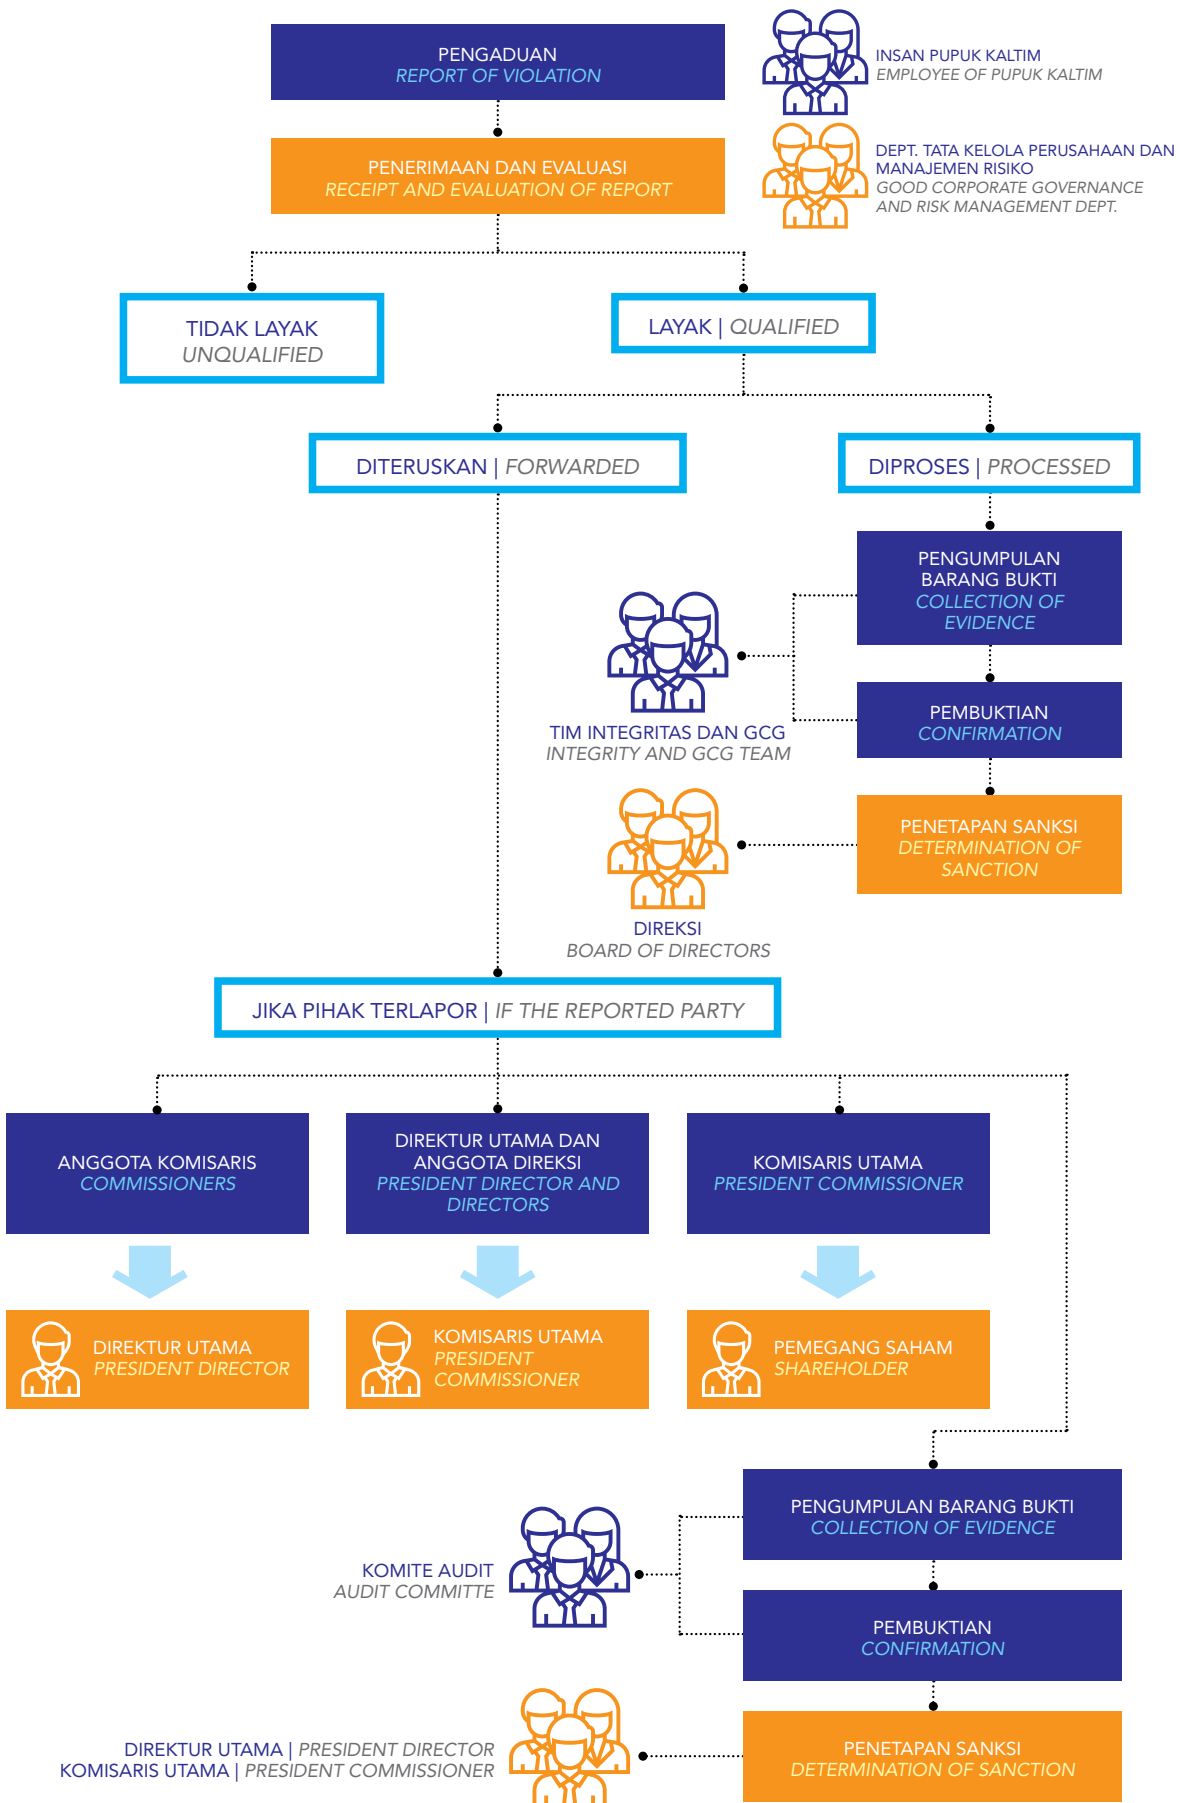 PENGADUAN
REPORT OF VIOLATION
INSAN PUPUK KALTIM
EMPLOYEE OF PUPUK KALTIM
PENERIMAAN DAN EVALUASI
RECEIPT AND EVALUATION OF REPORT
DEPT. TATA KELOLA PERUSAHAAN DAN
MANAJEMEN RISIKO
GOOD CORPORATE GOVERNANCE
AND RISK MANAGEMENT DEPT.
TIDAK LAYAK
UNQUALIFIED
LAYAK | QUALIFIED
DITERUSKAN | FORWARDED
DIPROSES | PROCESSED
PENGUMPULAN
BARANG BUKTI
COLLECTION OF
EVIDENCE
PEMBUKTIAN
CONFIRMATION
TIM INTEGRITAS DAN GCG
INTEGRITY AND GCG TEAM
PENETAPAN SANKSI
DETERMINATION OF
SANCTION
DIREKSI
BOARD OF DIRECTORS
JIKA PIHAK TERLAPOR | IF THE REPORTED PARTY
ANGGOTA KOMISARIS
COMMISSIONERS
DIREKTUR UTAMA DAN
ANGGOTA DIREKSI
PRESIDENT DIRECTOR AND
DIRECTORS
KOMISARIS UTAMA
PRESIDENT COMMISSIONER
DIREKTUR UTAMA
PRESIDENT DIRECTOR
KOMISARIS UTAMA
PRESIDENT
COMMISSIONER
PEMEGANG SAHAM
SHAREHOLDER
PENGUMPULAN BARANG BUKTI
COLLECTION OF EVIDENCE
KOMITE AUDIT
AUDIT COMMITTE
PEMBUKTIAN
CONFIRMATION
DIREKTUR UTAMA | PRESIDENT DIRECTOR
KOMISARIS UTAMA | PRESIDENT COMMISSIONER
PENETAPAN SANKSI
DETERMINATION OF SANCTION